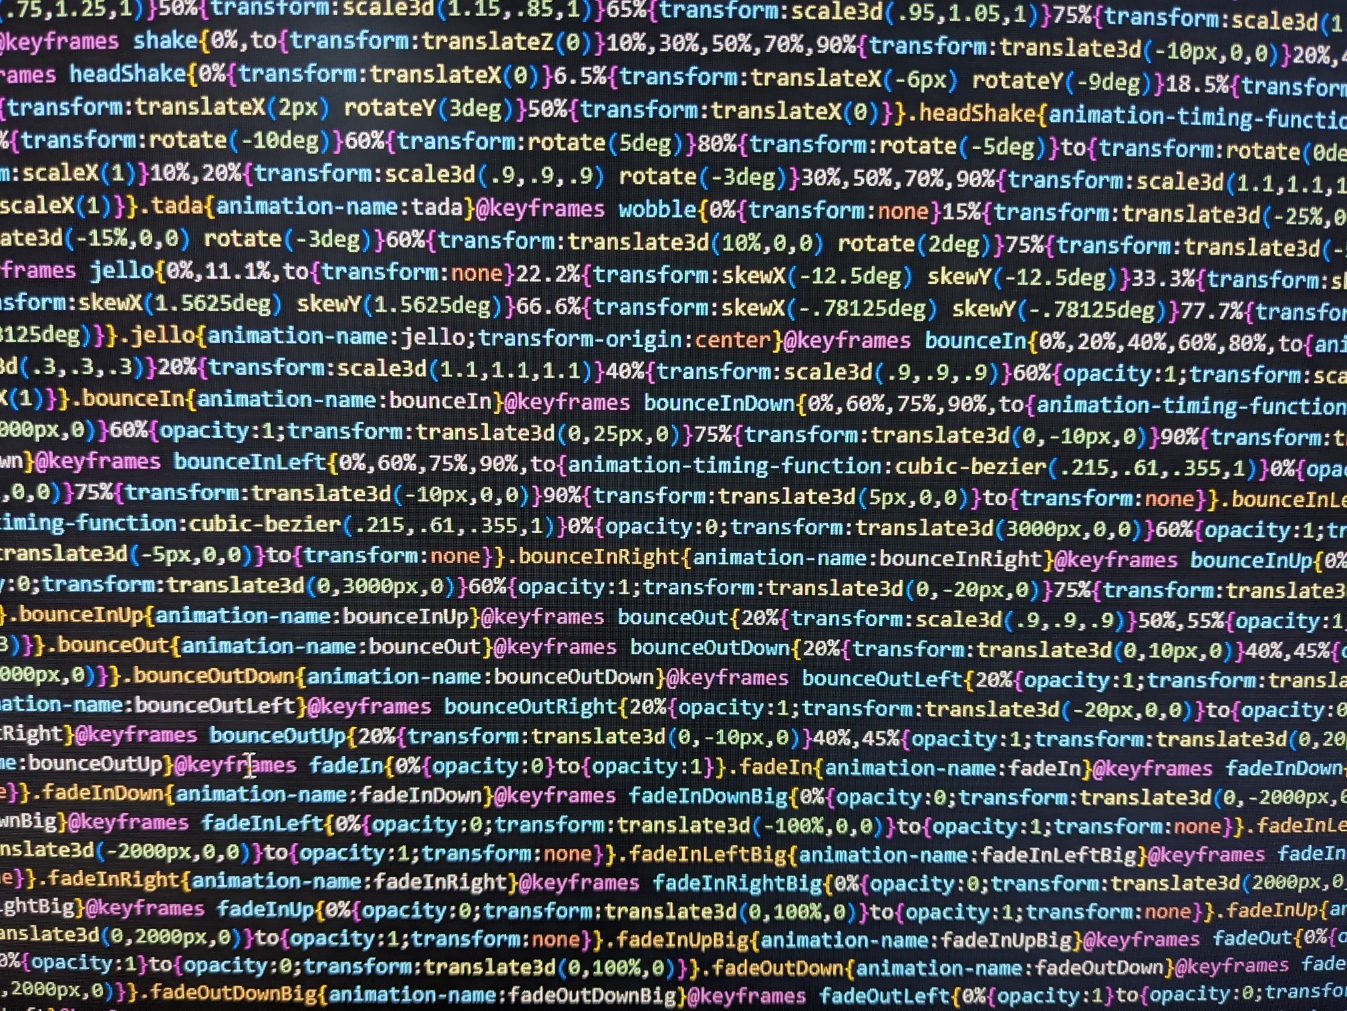 (.75,1.25,1)}50%{transform:scale3d(1.15,.85,1)}65%{transform:scale3d(.95,1.05,1)}75%{transform:scale3d(1
@keyframes shake{0%,to{transform:translateZ(0)}10%,30%,50%,70%,90%{transform:translate3d(-10px,0,0)}20%,4
rames headShake{0%{transform:translateX(0)}6.5%{transform:translateX(-6px) rotateY(-9deg)}18.5%{transform
{transform:translateX(2px) rotateY(3deg)}50%{transform:translateX(0)}}.headShake{animation-timing-functio
%{transform:rotate(-10deg)}60%{transform:rotate(5deg)}80%{transform:rotate(-5deg)}to{transform:rotate(0de
m:scaleX(1)}10%,20%{transform:scale3d(.9,.9,.9) rotate(-3deg)}30%,50%,70%,90%{transform:scale3d(1.1,1.1,1
scaleX(1)}}.tada{animation-name:tada}@keyframes wobble{0%{transform:none}15%{transform:translate3d(-25%,0
ate3d(-15%,0,0) rotate(-3deg)}60%{transform:translate3d(10%,0,0) rotate(2deg)}75%{transform:translate3d(-
frames jello{0%,11.1%,to{transform:none}22.2%{transform:skewX(-12.5deg) skewY(-12.5deg)}33.3%{transform:s
sform:skewX(1.5625deg) skewY(1.5625deg)}66.6%{transform:skewX(-.78125deg) skewY(-.78125deg)}77.7%{transfor
8125deg)}}.jello{animation-name:jello;transform-origin:center}@keyframes bounceIn{0%,20%,40%,60%,80%,to{ani
3d(.3,.3,.3)}20%{transform:scale3d(1.1,1.1,1.1)}40%{transform:scale3d(.9,.9,.9)}60%{opacity:1;transform:sca
X(1)}}.bounceIn{animation-name:bounceIn}@keyframes bounceInDown{0%,60%,75%,90%,to{animation-timing-function
000px,0)}60%{opacity:1;transform:translate3d(0,25px,0)}75%{transform:translate3d(0,-10px,0)}90%{transform:t
wn}@keyframes bounceInLeft{0%,60%,75%,90%,to{animation-timing-function:cubic-bezier(.215,.61,.355,1)}0%{opa
,0,0)}75%{transform:translate3d(-10px,0,0)}90%{transform:translate3d(5px,0,0)}to{transform:none}}.bounceInLe
timing-function:cubic-bezier(.215,.61,.355,1)}0%{opacity:0;transform:translate3d(3000px,0,0)}60%{opacity:1;tr
translate3d(-5px,0,0)}to{transform:none}}.bounceInRight{animation-name:bounceInRight}@keyframes bounceInUp{0%
y:0;transform:translate3d(0,3000px,0)}60%{opacity:1;transform:translate3d(0,-20px,0)}75%{transform:translate3
}.bounceInUp{animation-name:bounceInUp}@keyframes bounceOut{20%{transform:scale3d(.9,.9,.9)}50%,55%{opacity:1
3)}}.bounceOut{animation-name:bounceOut}@keyframes bounceOutDown{20%{transform:translate3d(0,10px,0)}40%,45%{o
000px,0)}}.bounceOutDown{animation-name:bounceOutDown}@keyframes bounceOutLeft{20%{opacity:1;transform:transla
ation-name:bounceOutLeft}@keyframes bounceOutRight{20%{opacity:1;transform:translate3d(-20px,0,0)}to{opacity:0
tRight}@keyframes bounceOutUp{20%{transform:translate3d(0,-10px,0)}40%,45%{opacity:1;transform:translate3d(0,20p
me:bounceOutUp}@keyframes fadeIn{0%{opacity:0}to{opacity:1}}.fadeIn{animation-name:fadeIn}@keyframes fadeInDown{
e}}.fadeInDown{animation-name:fadeInDown}@keyframes fadeInDownBig{0%{opacity:0;transform:translate3d(0,-2000px,0
wnBig}@keyframes fadeInLeft{0%{opacity:0;transform:translate3d(-100%,0,0)}to{opacity:1;transform:none}}.fadeInLe
nslate3d(-2000px,0,0)}to{opacity:1;transform:none}}.fadeInLeftBig{animation-name:fadeInLeftBig}@keyframes fadeIn
e}}.fadeInRight{animation-name:fadeInRight}@keyframes fadeInRightBig{0%{opacity:0;transform:translate3d(2000px,0
ightBig}@keyframes fadeInUp{0%{opacity:0;transform:translate3d(0,100%,0)}to{opacity:1;transform:none}}.fadeInUp{an
anslate3d(0,2000px,0)}to{opacity:1;transform:none}}.fadeInUpBig{animation-name:fadeInUpBig}@keyframes fadeOut{0%{o
0%{opacity:1}to{opacity:0;transform:translate3d(0,100%,0)}}.fadeOutDown{animation-name:fadeOutDown}@keyframes fade
,2000px,0)}}.fadeOutDownBig{animation-name:fadeOutDownBig}@keyframes fadeOutLeft{0%{opacity:1}to{opacity:0;transfo